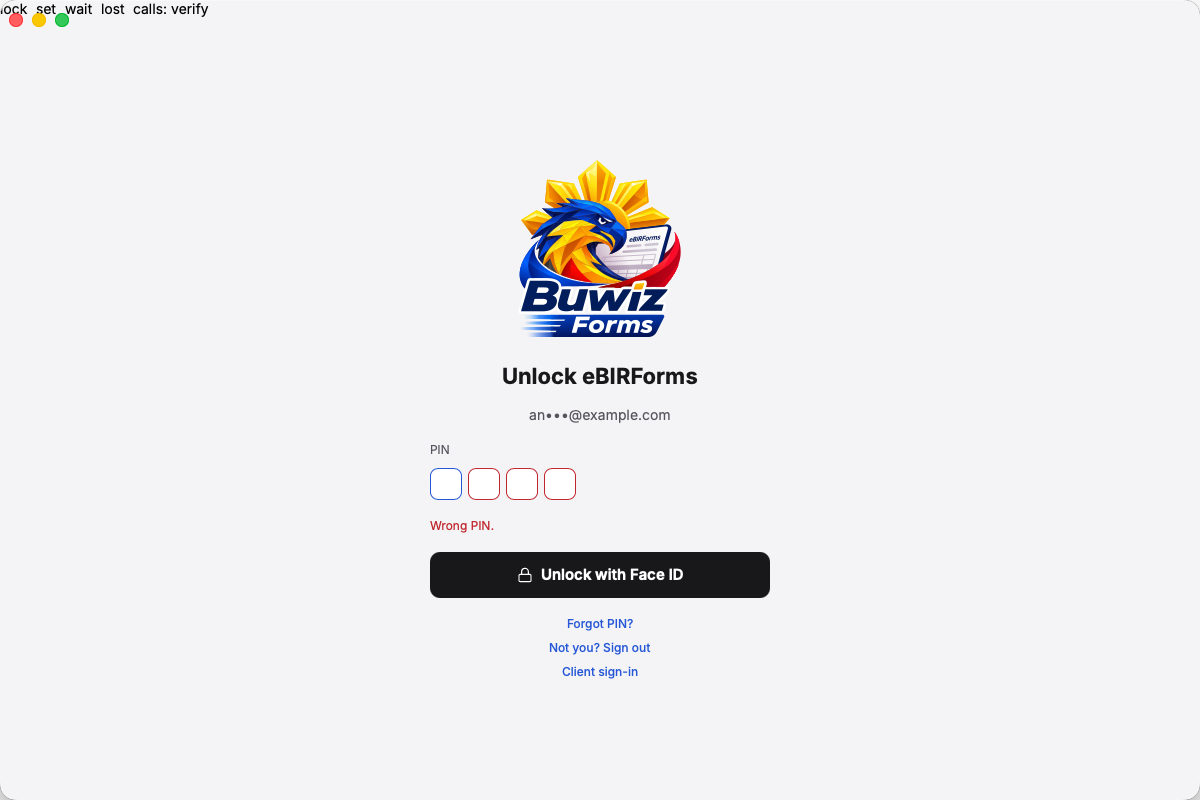 set wait lost calls: verify
eBIRForms
Buwiz
Forms
Unlock eBIRForms
an•••@example.com
PIN
Wrong PIN.
Unlock with Face ID
Forgot PIN?
Not you? Sign out
Client sign-in